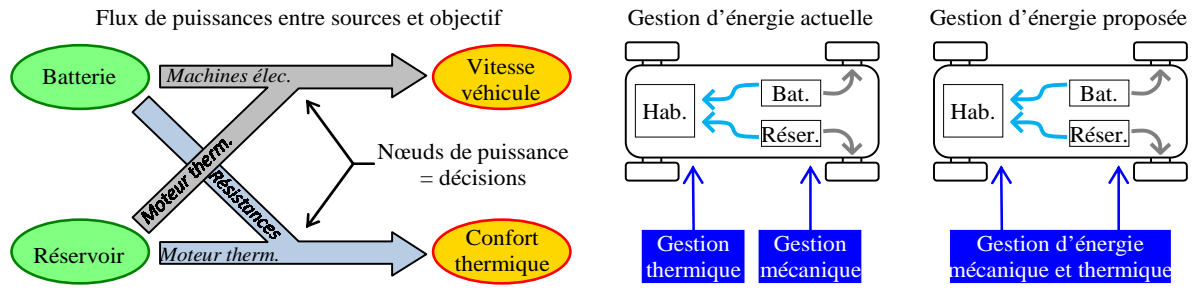 Flux de puissances entre sources et objectif
Batterie
Machines élec.
Vitesse
véhicule
Moteur therm.
Résistances
Nœuds de puissance
= décisions
Réservoir
Moteur therm.
Confort
thermique
Gestion d’énergie actuelle
Hab.
Bat.
Réser.
Gestion
thermique
Gestion
mécanique
Gestion d’énergie proposée
Hab.
Bat.
Réser.
Gestion d’énergie
mécanique et thermique